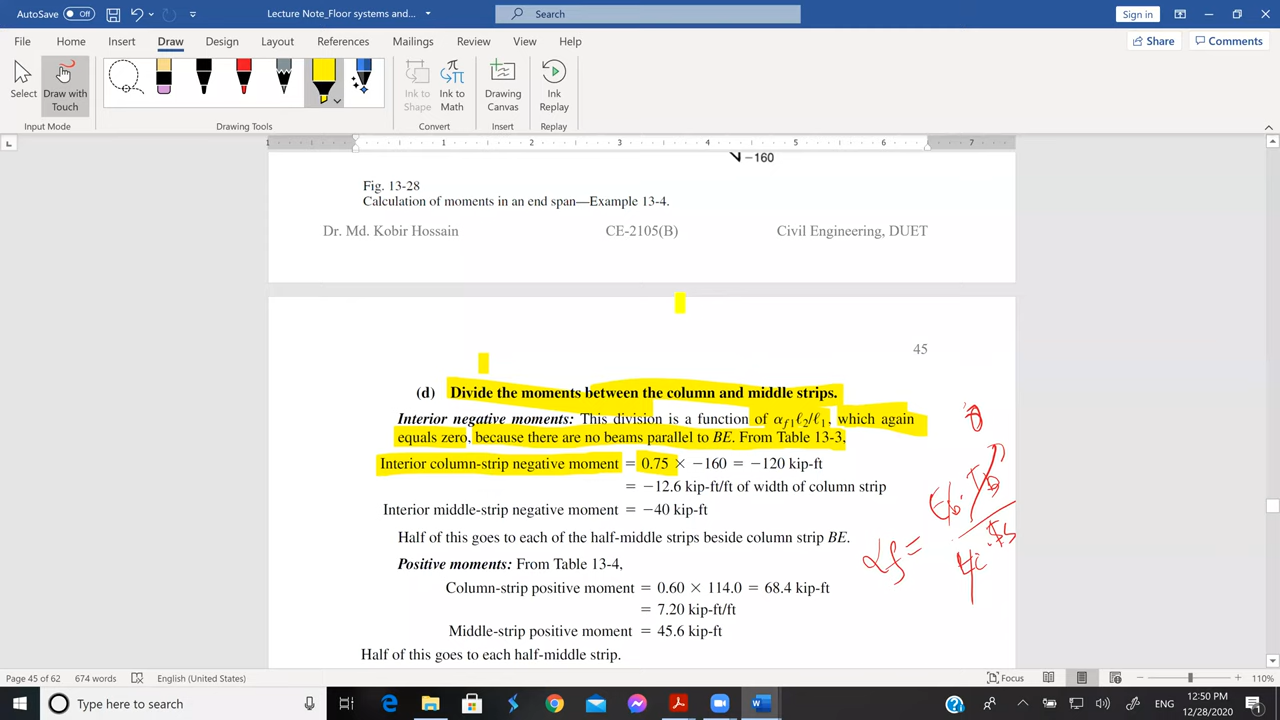 AutoSave Off Lecture Note_Floor systems and... Search Sign in
File Home Insert Draw Design Layout References Mailings Review View Help Share Comments
Select Draw with Touch Ink to Shape Ink to Math Drawing Canvas Ink Replay
Input Mode Drawing Tools Convert Insert Replay
1 1 2 3 4 5 6 7
−160
Fig. 13-28
Calculation of moments in an end span—Example 13-4.
Dr. Md. Kobir Hossain CE-2105(B) Civil Engineering, DUET
45
(d) Divide the moments between the column and middle strips.
Interior negative moments: This division is a function of αf1ℓ2/ℓ1, which again
equals zero, because there are no beams parallel to BE. From Table 13-3,
Interior column-strip negative moment = 0.75 × −160 = −120 kip-ft
= −12.6 kip-ft/ft of width of column strip
Interior middle-strip negative moment = −40 kip-ft
Half of this goes to each of the half-middle strips beside column strip BE.
αf =
Positive moments: From Table 13-4,
Column-strip positive moment = 0.60 × 114.0 = 68.4 kip-ft
= 7.20 kip-ft/ft
Middle-strip positive moment = 45.6 kip-ft
Half of this goes to each half-middle strip.
Page 45 of 62 674 words English (United States) Focus 110%
Type here to search ENG 12:50 PM
12/28/2020